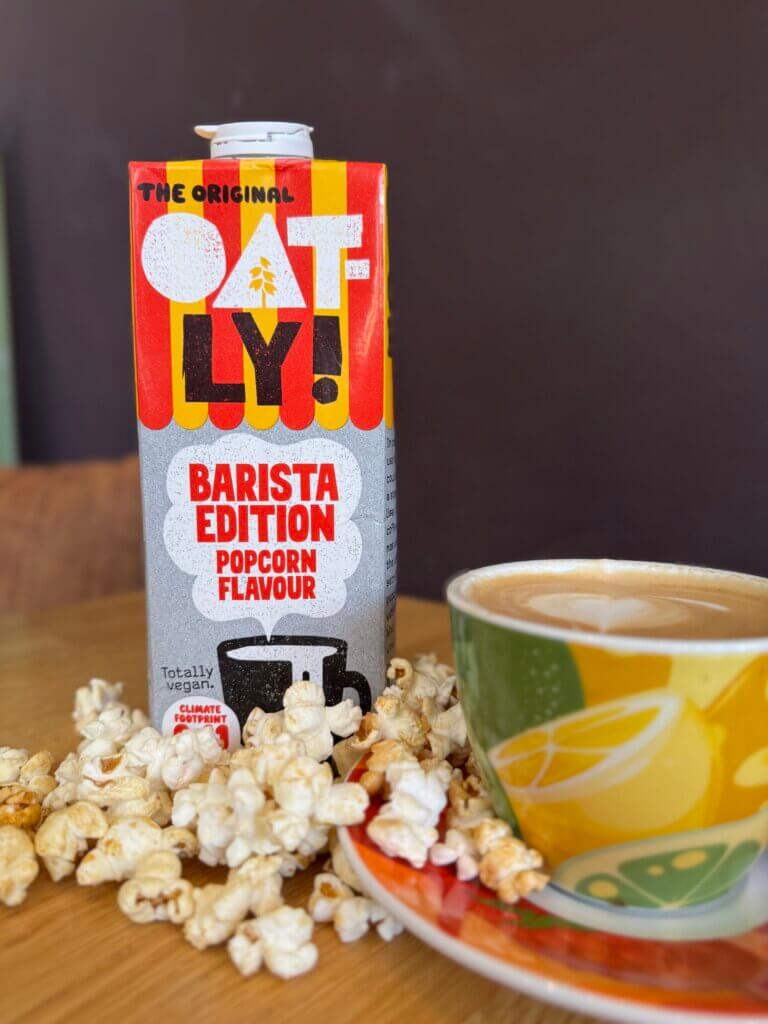 THE ORIGINAL
OAT-
LY!
BARISTA
EDITION
POPCORN
FLAVOUR
Totally
vegan.
CLIMATE
FOOTPRINT